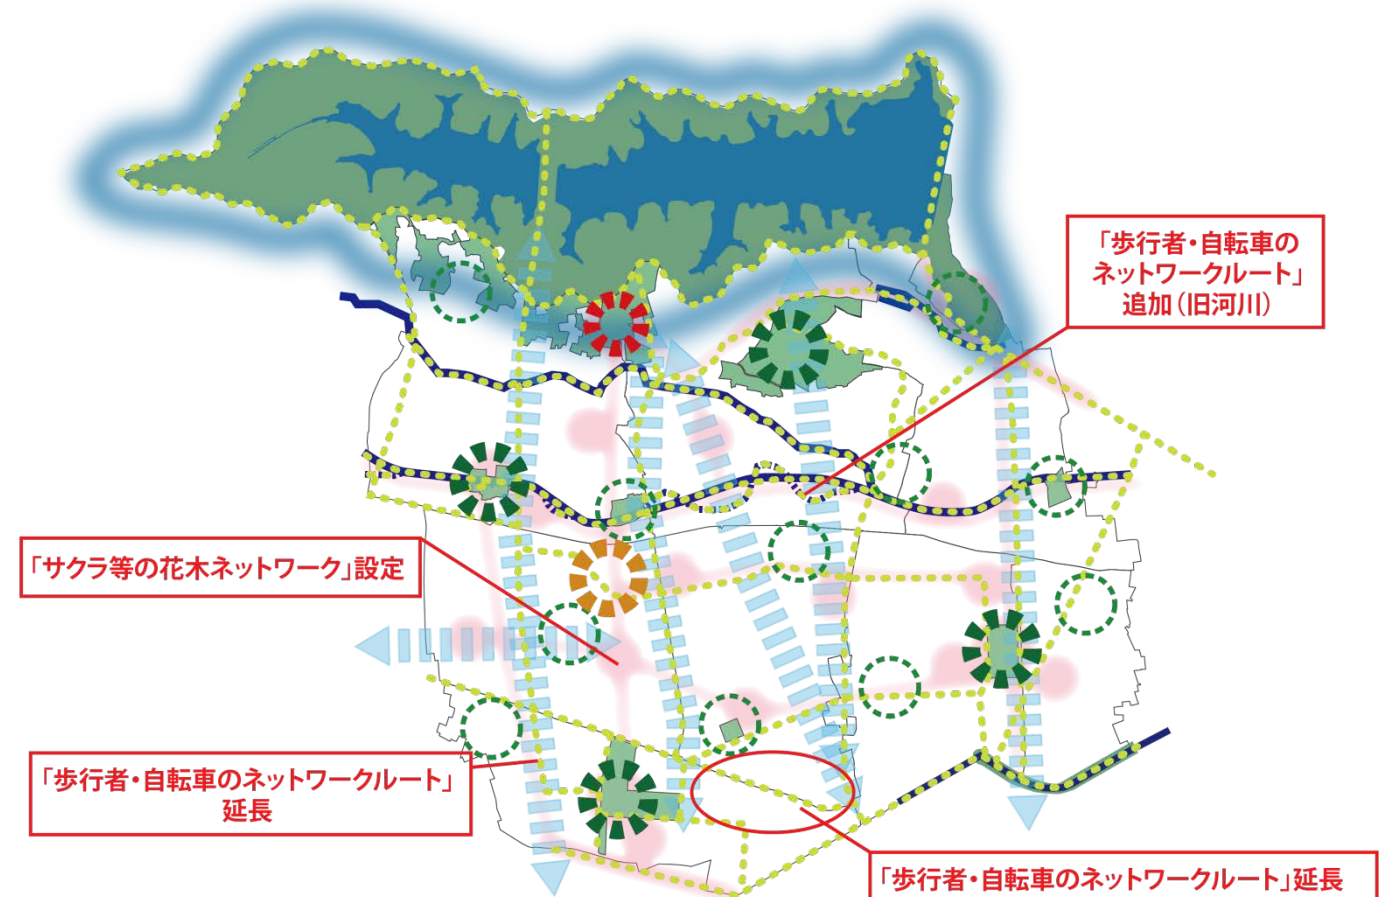 「歩行者・自転車の
ネットワークルート」
追加（旧河川）
「サクラ等の花木ネットワーク」設定
「歩行者・自転車のネットワークルート」
延長
「歩行者・自転車のネットワークルート」延長